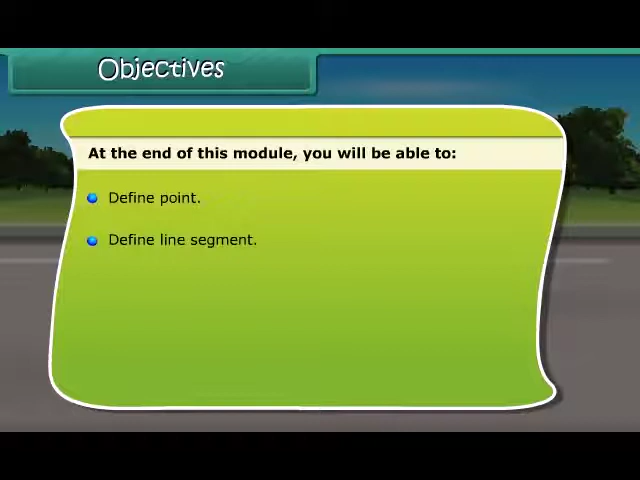 Objectives
At the end of this module, you will be able to:
Define point.
Define line segment.